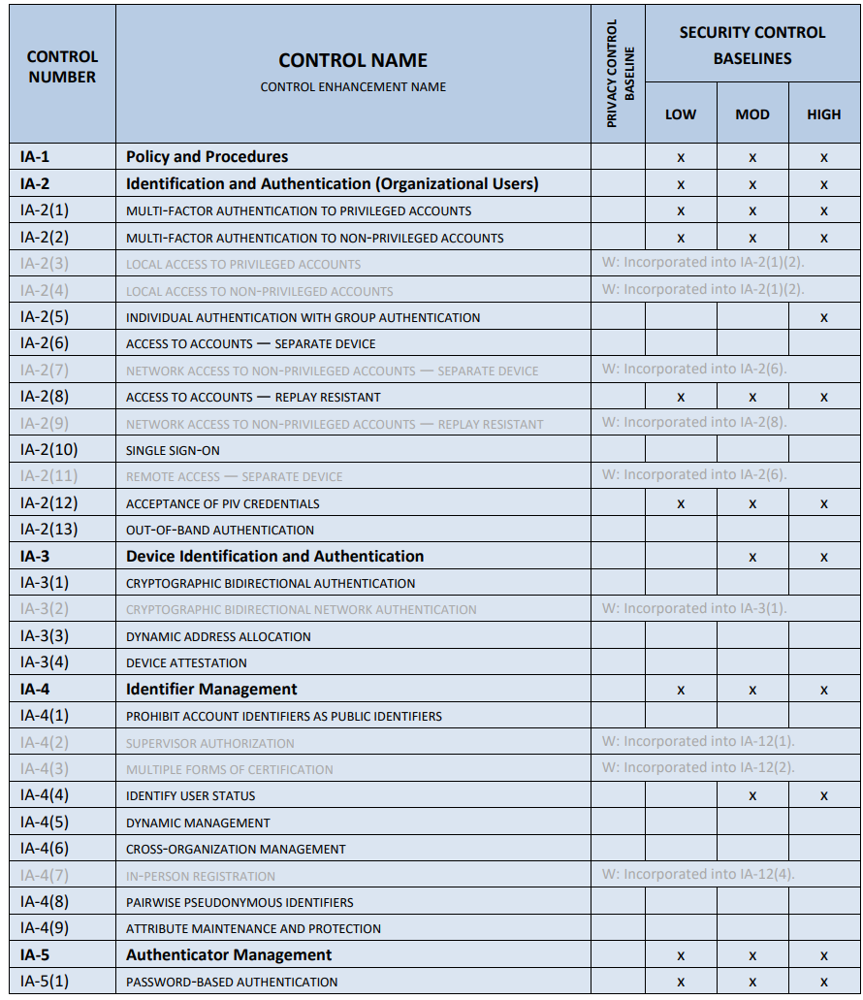 CONTROL NUMBER CONTROL NAME CONTROL ENHANCEMENT NAME PRIVACY CONTROL BASELINE SECURITY CONTROL BASELINES
LOW MOD HIGH
IA-1 Policy and Procedures x x x
IA-2 Identification and Authentication (Organizational Users) x x x
IA-2(1) MULTI-FACTOR AUTHENTICATION TO PRIVILEGED ACCOUNTS x x x
IA-2(2) MULTI-FACTOR AUTHENTICATION TO NON-PRIVILEGED ACCOUNTS x x x
IA-2(3) LOCAL ACCESS TO PRIVILEGED ACCOUNTS W: Incorporated into IA-2(1)(2).
IA-2(4) LOCAL ACCESS TO NON-PRIVILEGED ACCOUNTS W: Incorporated into IA-2(1)(2).
IA-2(5) INDIVIDUAL AUTHENTICATION WITH GROUP AUTHENTICATION x
IA-2(6) ACCESS TO ACCOUNTS — SEPARATE DEVICE
IA-2(7) NETWORK ACCESS TO NON-PRIVILEGED ACCOUNTS — SEPARATE DEVICE W: Incorporated into IA-2(6).
IA-2(8) ACCESS TO ACCOUNTS — REPLAY RESISTANT x x x
IA-2(9) NETWORK ACCESS TO NON-PRIVILEGED ACCOUNTS — REPLAY RESISTANT W: Incorporated into IA-2(8).
IA-2(10) SINGLE SIGN-ON
IA-2(11) REMOTE ACCESS — SEPARATE DEVICE W: Incorporated into IA-2(6).
IA-2(12) ACCEPTANCE OF PIV CREDENTIALS x x x
IA-2(13) OUT-OF-BAND AUTHENTICATION
IA-3 Device Identification and Authentication x x
IA-3(1) CRYPTOGRAPHIC BIDIRECTIONAL AUTHENTICATION
IA-3(2) CRYPTOGRAPHIC BIDIRECTIONAL NETWORK AUTHENTICATION W: Incorporated into IA-3(1).
IA-3(3) DYNAMIC ADDRESS ALLOCATION
IA-3(4) DEVICE ATTESTATION
IA-4 Identifier Management x x x
IA-4(1) PROHIBIT ACCOUNT IDENTIFIERS AS PUBLIC IDENTIFIERS
IA-4(2) SUPERVISOR AUTHORIZATION W: Incorporated into IA-12(1).
IA-4(3) MULTIPLE FORMS OF CERTIFICATION W: Incorporated into IA-12(2).
IA-4(4) IDENTIFY USER STATUS x x
IA-4(5) DYNAMIC MANAGEMENT
IA-4(6) CROSS-ORGANIZATION MANAGEMENT
IA-4(7) IN-PERSON REGISTRATION W: Incorporated into IA-12(4).
IA-4(8) PAIRWISE PSEUDONYMOUS IDENTIFIERS
IA-4(9) ATTRIBUTE MAINTENANCE AND PROTECTION
IA-5 Authenticator Management x x x
IA-5(1) PASSWORD-BASED AUTHENTICATION x x x